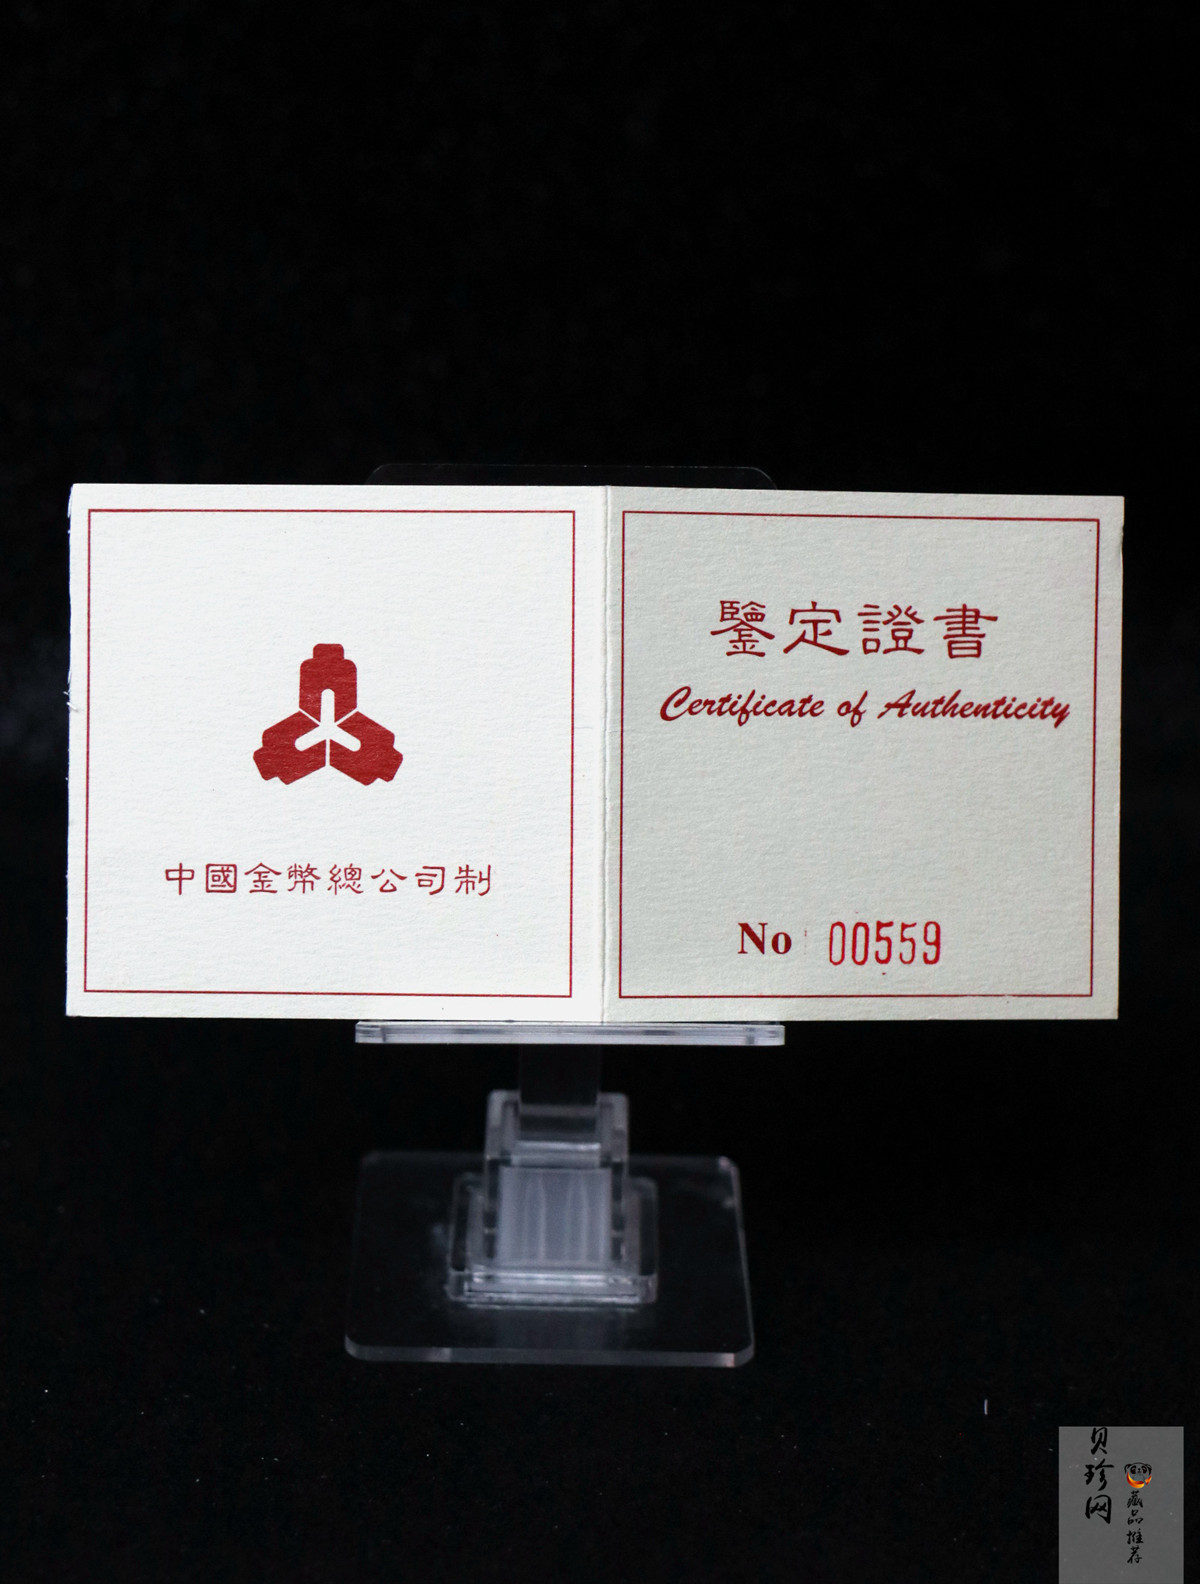 中國金幣總公司制
鑒定證書
Certificate of Authenticity
No 00559
贝珍网
藏品推荐